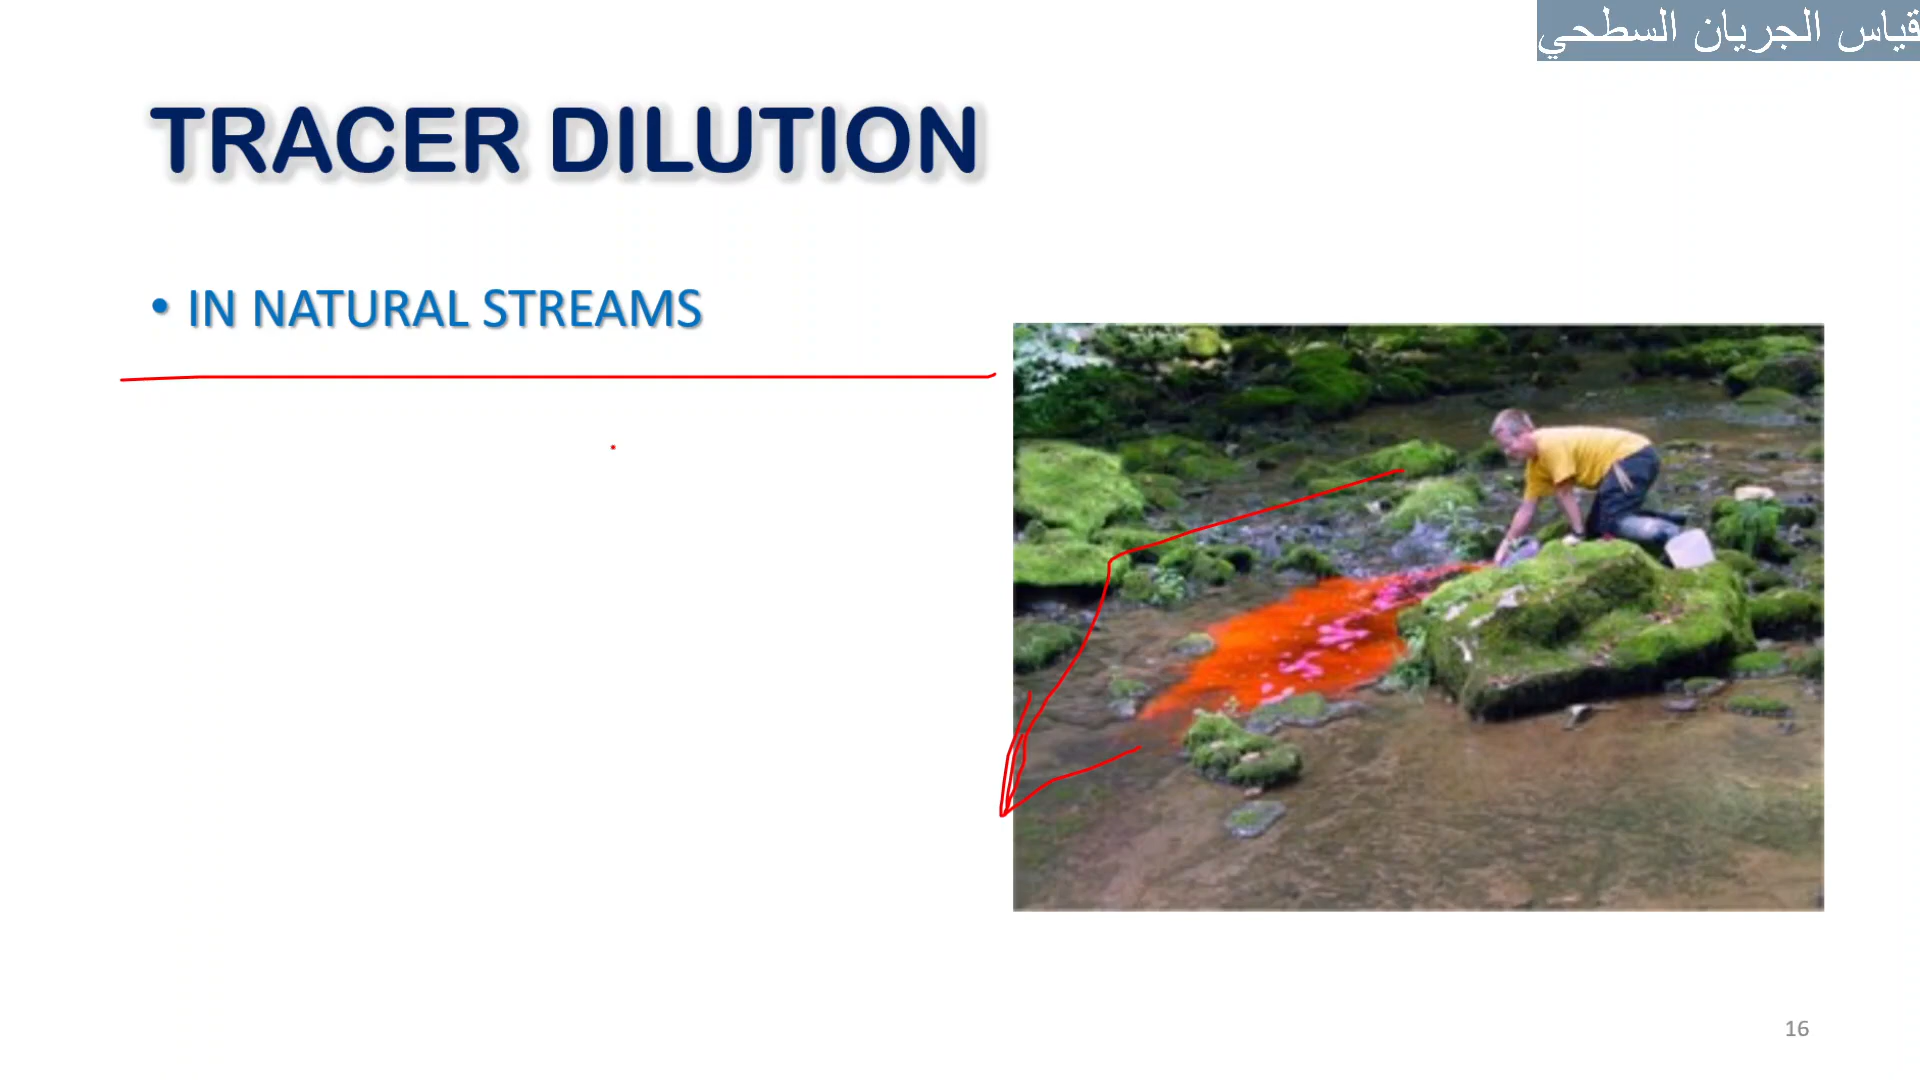 قياس الجريان السطحي
TRACER DILUTION
• IN NATURAL STREAMS
16